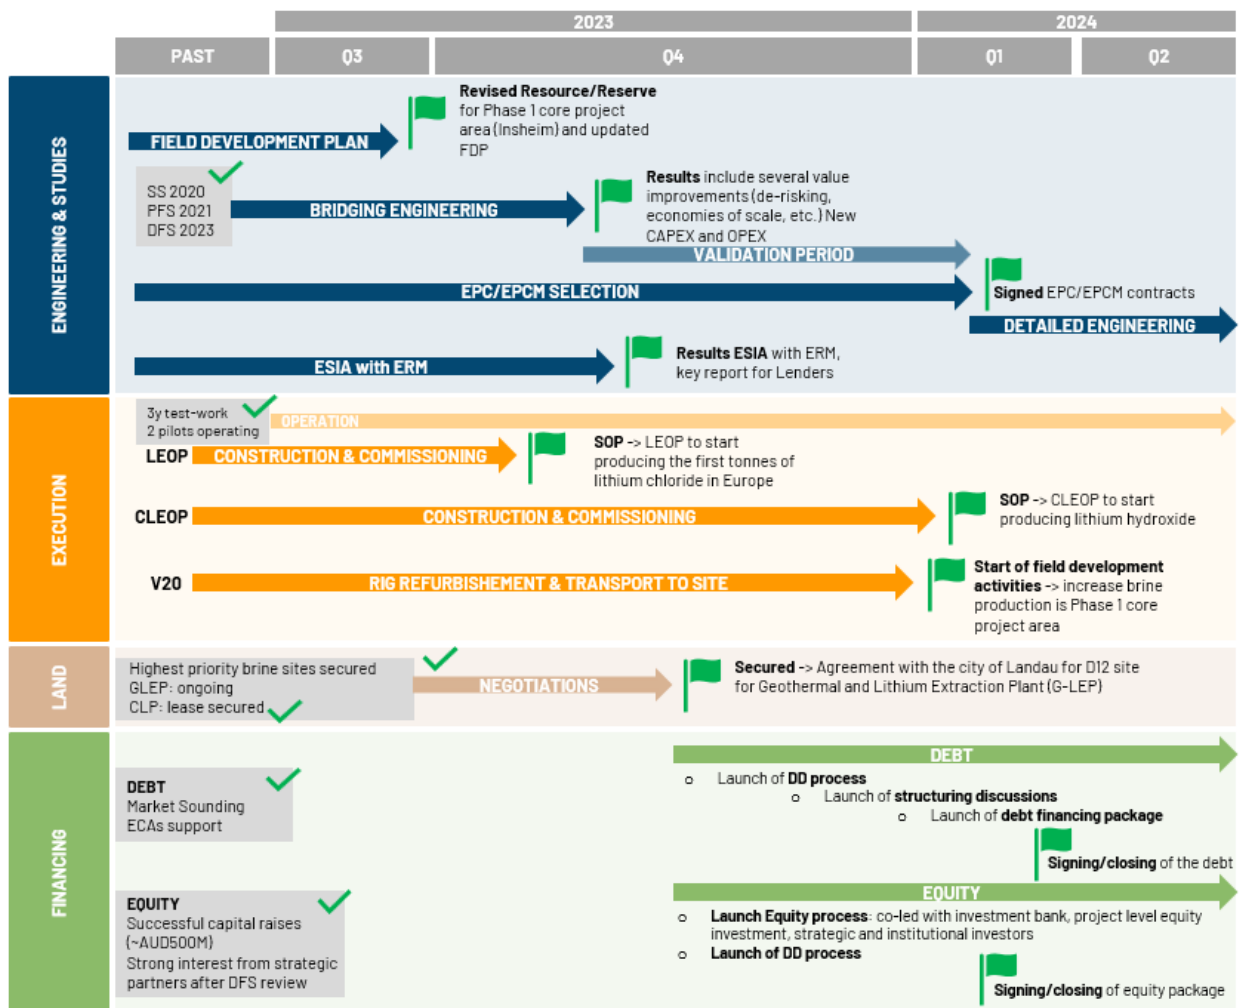 2023
2024
PAST
Q3
Q4
Q1
Q2
ENGINEERING & STUDIES
FIELD DEVELOPMENT PLAN
Revised Resource/Reserve
for Phase 1 core project
area (Insheim) and updated
FDP
SS 2020
PFS 2021
DFS 2023
BRIDGING ENGINEERING
Results include several value
improvements (de-risking,
economies of scale, etc.) New
CAPEX and OPEX
VALIDATION PERIOD
EPC/EPCM SELECTION
Signed EPC/EPCM contracts
DETAILED ENGINEERING
ESIA with ERM
Results ESIA with ERM,
key report for Lenders
EXECUTION
3y test-work
2 pilots operating
OPERATION
LEOP
CONSTRUCTION & COMMISSIONING
SOP -> LEOP to start
producing the first tonnes of
lithium chloride in Europe
CLEOP
CONSTRUCTION & COMMISSIONING
SOP -> CLEOP to start
producing lithium hydroxide
V20
RIG REFURBISHEMENT & TRANSPORT TO SITE
Start of field development
activities -> increase brine
production is Phase 1 core
project area
LAND
Highest priority brine sites secured
GLEP: ongoing
CLP: lease secured
NEGOTIATIONS
Secured -> Agreement with the city of Landau for D12 site
for Geothermal and Lithium Extraction Plant (G-LEP)
FINANCING
DEBT
Market Sounding
ECAs support
DEBT
o Launch of DD process
o Launch of structuring discussions
o Launch of debt financing package
Signing/closing of the debt
EQUITY
Successful capital raises
(~AUD500M)
Strong interest from strategic
partners after DFS review
EQUITY
o Launch Equity process: co-led with investment bank, project level equity
investment, strategic and institutional investors
o Launch of DD process
Signing/closing of equity package